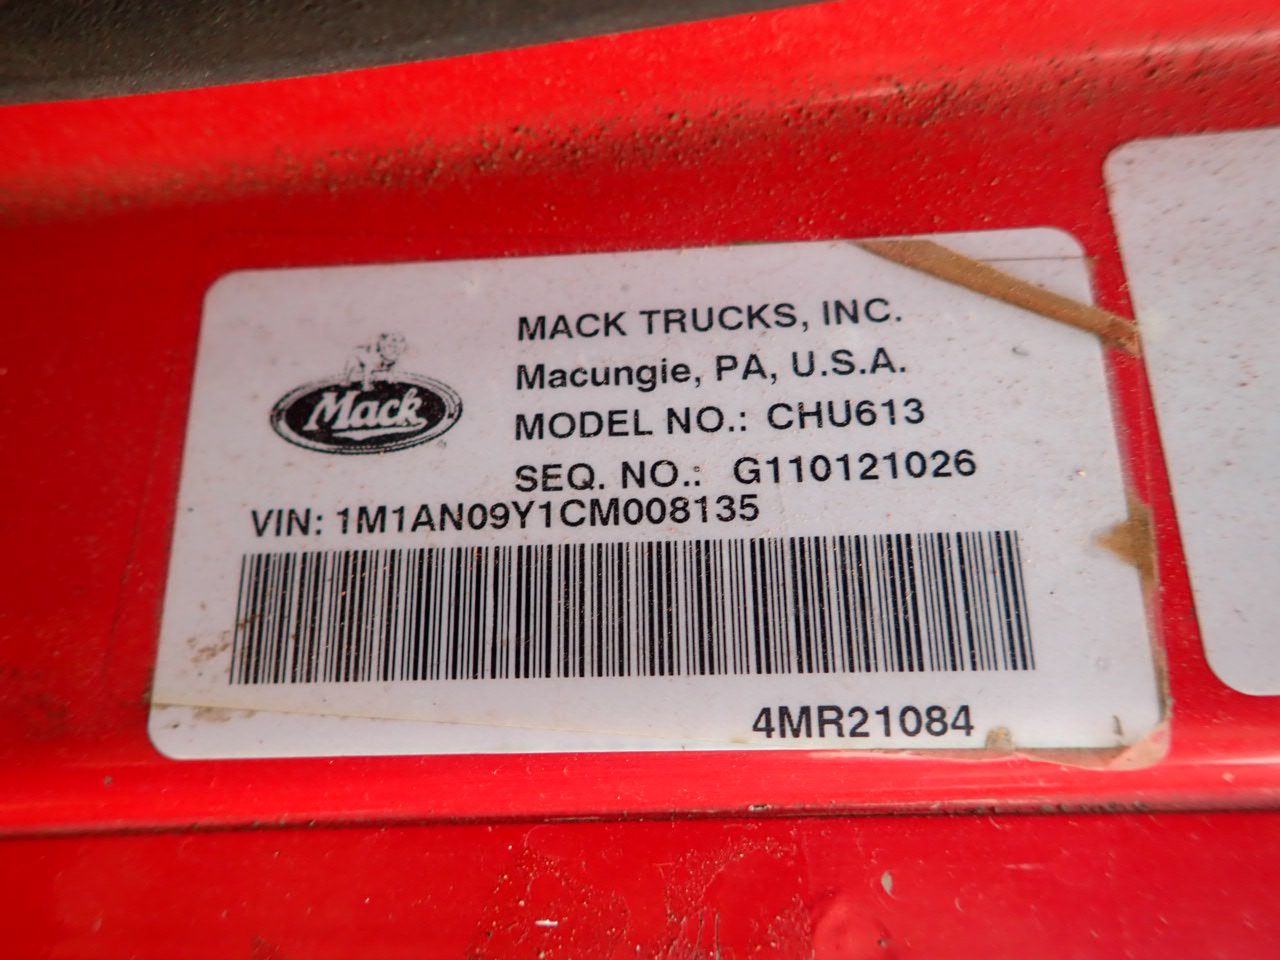 Mack
MACK TRUCKS, INC.
Macungie, PA, U.S.A.
MODEL NO.: CHU613
SEQ. NO.: G110121026
VIN: 1M1AN09Y1CM008135
4MR21084